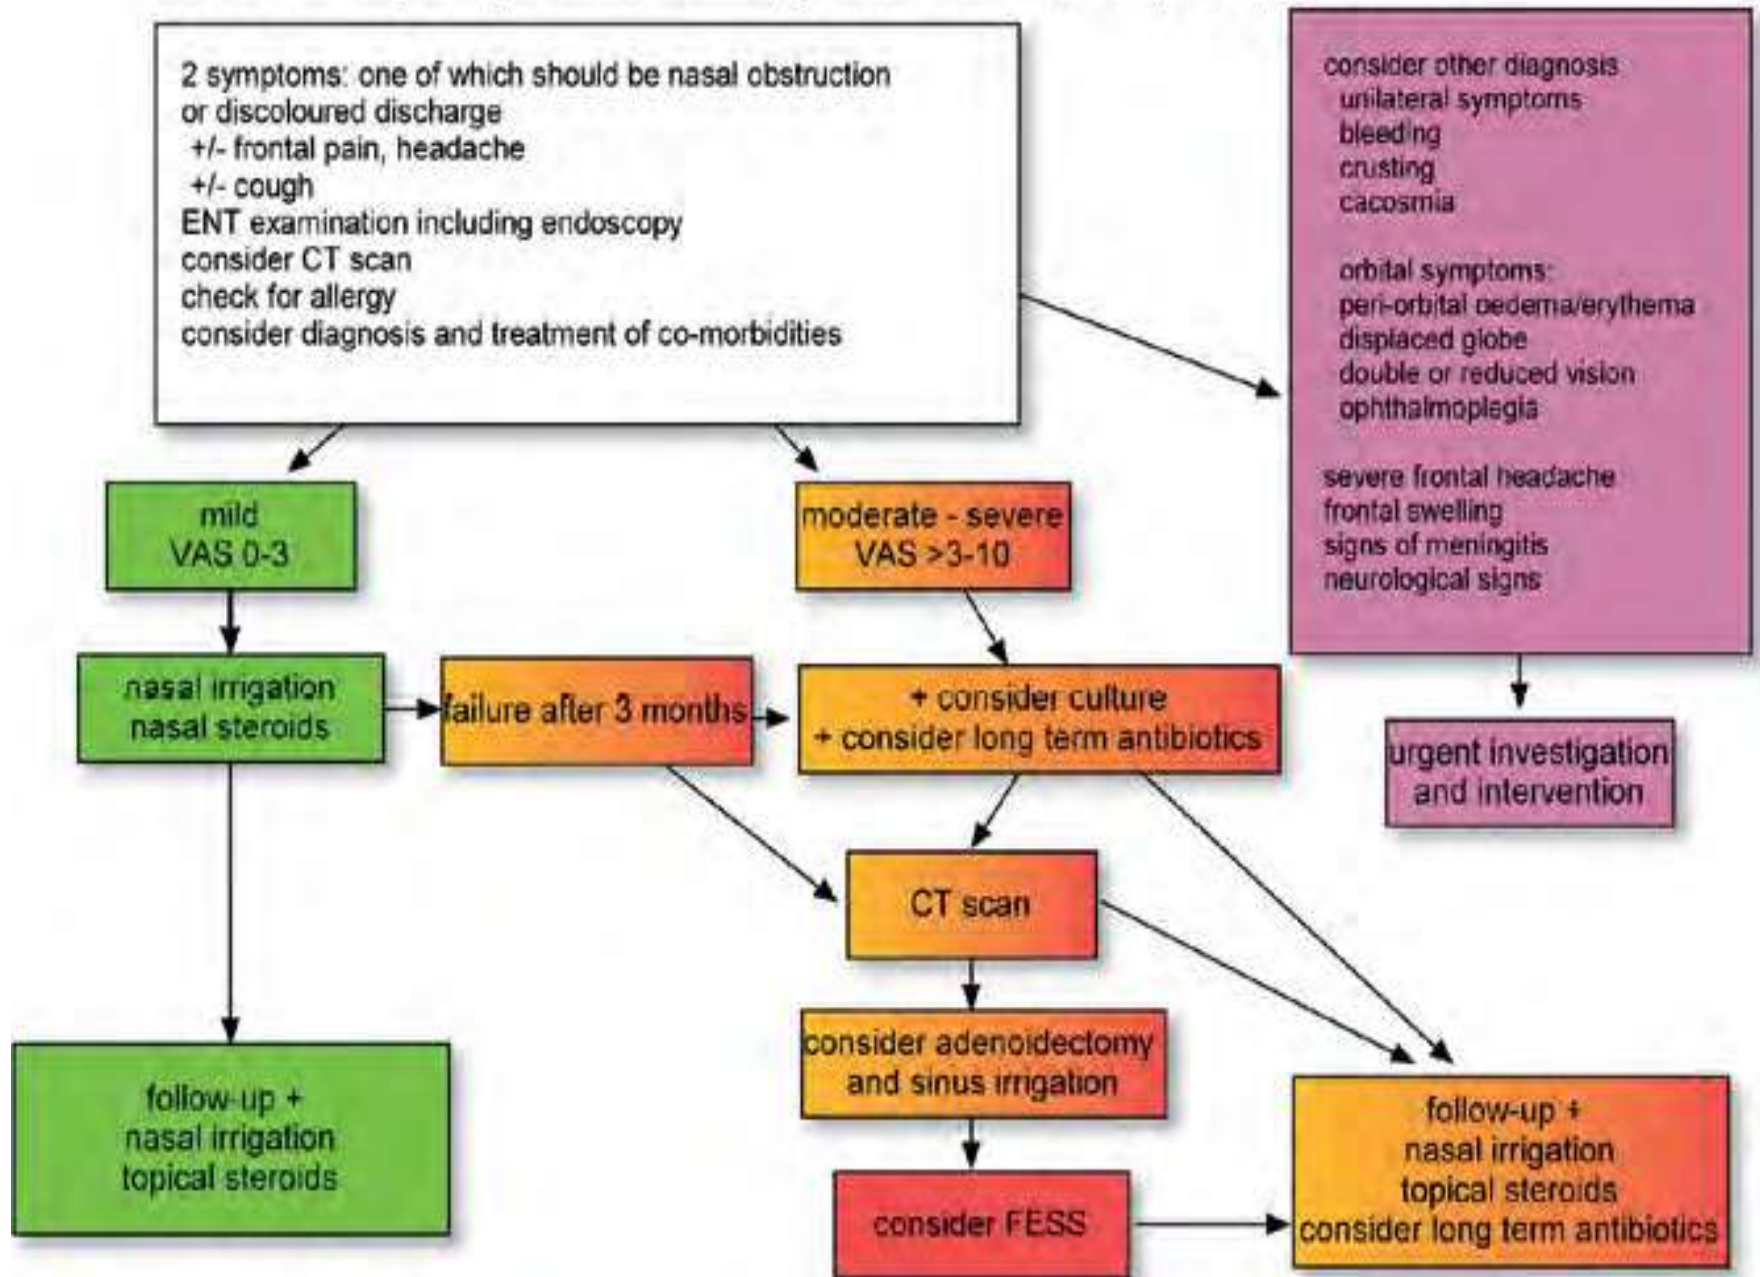 2 symptoms: one of which should be nasal obstruction
or discoloured discharge
+/- frontal pain, headache
+/- cough
ENT examination including endoscopy
consider CT scan
check for allergy
consider diagnosis and treatment of co-morbidities
consider other diagnosis
unilateral symptoms
bleeding
crusting
cacosmia
orbital symptoms:
peri-orbital oedema/erythema
displaced globe
double or reduced vision
ophthalmoplegia
severe frontal headache
frontal swelling
signs of meningitis
neurological signs
mild
VAS 0-3
moderate - severe
VAS >3-10
nasal irrigation
nasal steroids
failure after 3 months
+ consider culture
+ consider long term antibiotics
urgent investigation
and intervention
CT scan
consider adenoidectomy
and sinus irrigation
follow-up +
nasal irrigation
topical steroids
consider FESS
follow-up +
nasal irrigation
topical steroids
consider long term antibiotics